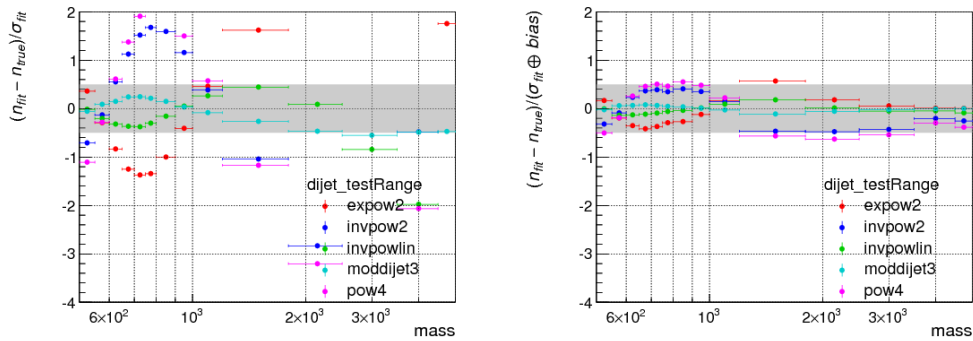 (n_fit − n_true)/σ_fit
2
1
0
-1
-2
-3
-4
dijet_testRange
expow2
invpow2
invpowlin
moddijet3
pow4
6×10²
10³
2×10³
3×10³
mass
(n_fit − n_true)/(σ_fit ⊕ bias)
2
1
0
-1
-2
-3
-4
dijet_testRange
expow2
invpow2
invpowlin
moddijet3
pow4
6×10²
10³
2×10³
3×10³
mass